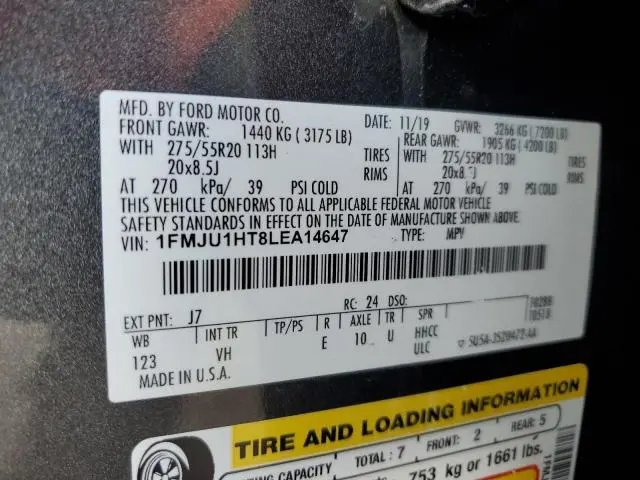 MFD. BY FORD MOTOR CO.
DATE: 11/19 GVWR: 3266 KG (7200 LB)
FRONT GAWR: 1440 KG (3175 LB) REAR GAWR: 1905 KG (4200 LB)
WITH 275/55R20 113H TIRES WITH 275/55R20 113H TIRES
20x8.5J RIMS 20x8.5J RIMS
AT 270 kPa/ 39 PSI COLD AT 270 kPa/ 39 PSI COLD
THIS VEHICLE CONFORMS TO ALL APPLICABLE FEDERAL MOTOR VEHICLE
SAFETY STANDARDS IN EFFECT ON THE DATE OF MANUFACTURE SHOWN ABOVE.
VIN: 1FMJU1HT8LEA14647 TYPE: MPV
EXT PNT: J7 RC: 24 DSO:
WB INT TR TP/PS R AXLE TR SPR
123 VH E 10 U HHCC
ULC
MADE IN U.S.A.
TIRE AND LOADING INFORMATION
CAPACITY TOTAL: 7 FRONT: 2 REAR: 5
753 kg or 1661 lbs.